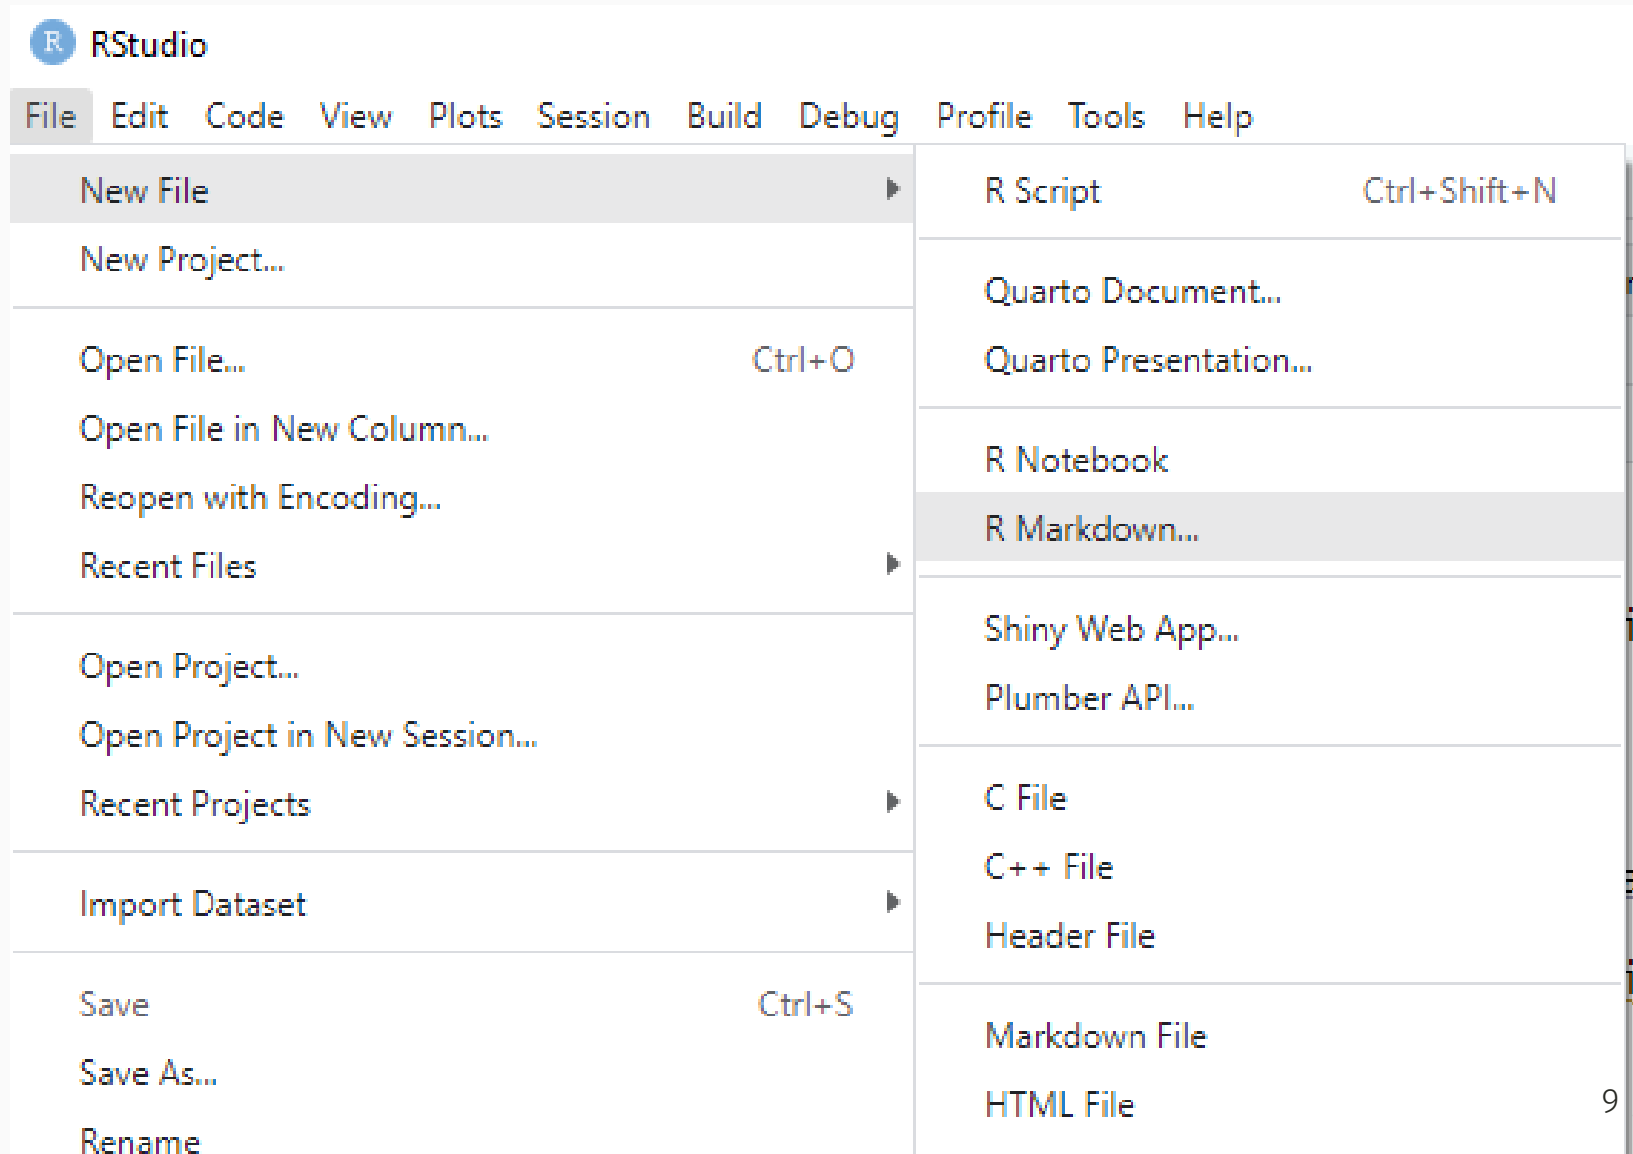 R RStudio
File Edit Code View Plots Session Build Debug Profile Tools Help
New File
New Project...
Open File... Ctrl+O
Open File in New Column...
Reopen with Encoding...
Recent Files
Open Project...
Open Project in New Session...
Recent Projects
Import Dataset
Save Ctrl+S
Save As...
Rename
R Script Ctrl+Shift+N
Quarto Document...
Quarto Presentation...
R Notebook
R Markdown...
Shiny Web App...
Plumber API...
C File
C++ File
Header File
Markdown File
HTML File
9